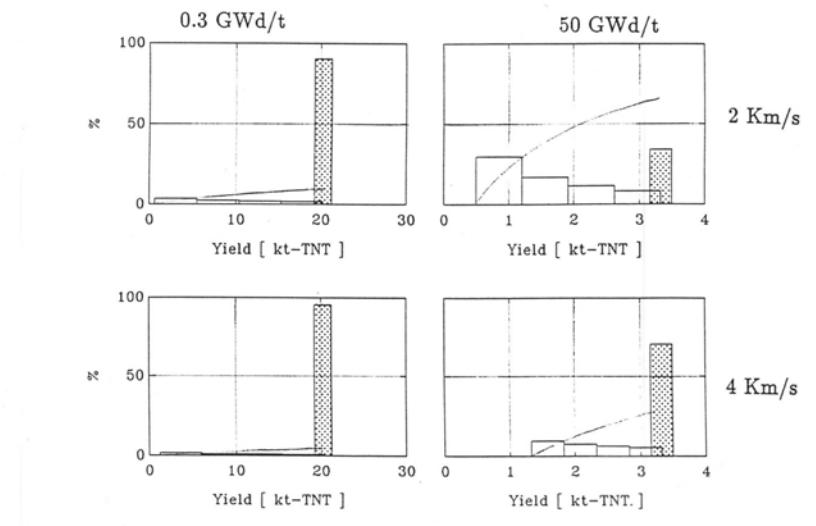 0.3 GWd/t
50 GWd/t
100
50
0
%
0 10 20 30
Yield [ kt-TNT ]
0 1 2 3 4
Yield [ kt-TNT ]
2 Km/s
100
50
0
%
0 10 20 30
Yield [ kt-TNT ]
0 1 2 3 4
Yield [ kt-TNT. ]
4 Km/s